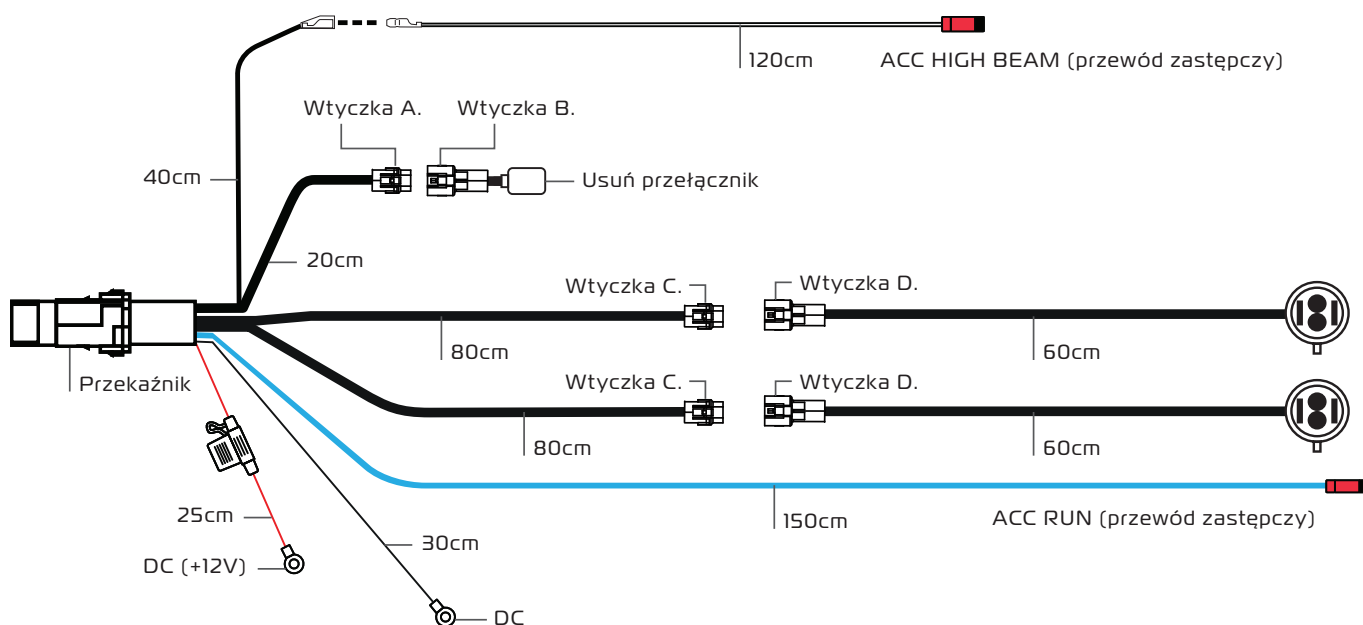 120cm
ACC HIGH BEAM (przewód zastępczy)
Wtyczka A.
Wtyczka B.
40cm
Usuń przełącznik
20cm
Wtyczka C.
Wtyczka D.
80cm
60cm
Przekaźnik
Wtyczka C.
Wtyczka D.
80cm
60cm
25cm
150cm
ACC RUN (przewód zastępczy)
30cm
DC (+12V)
DC